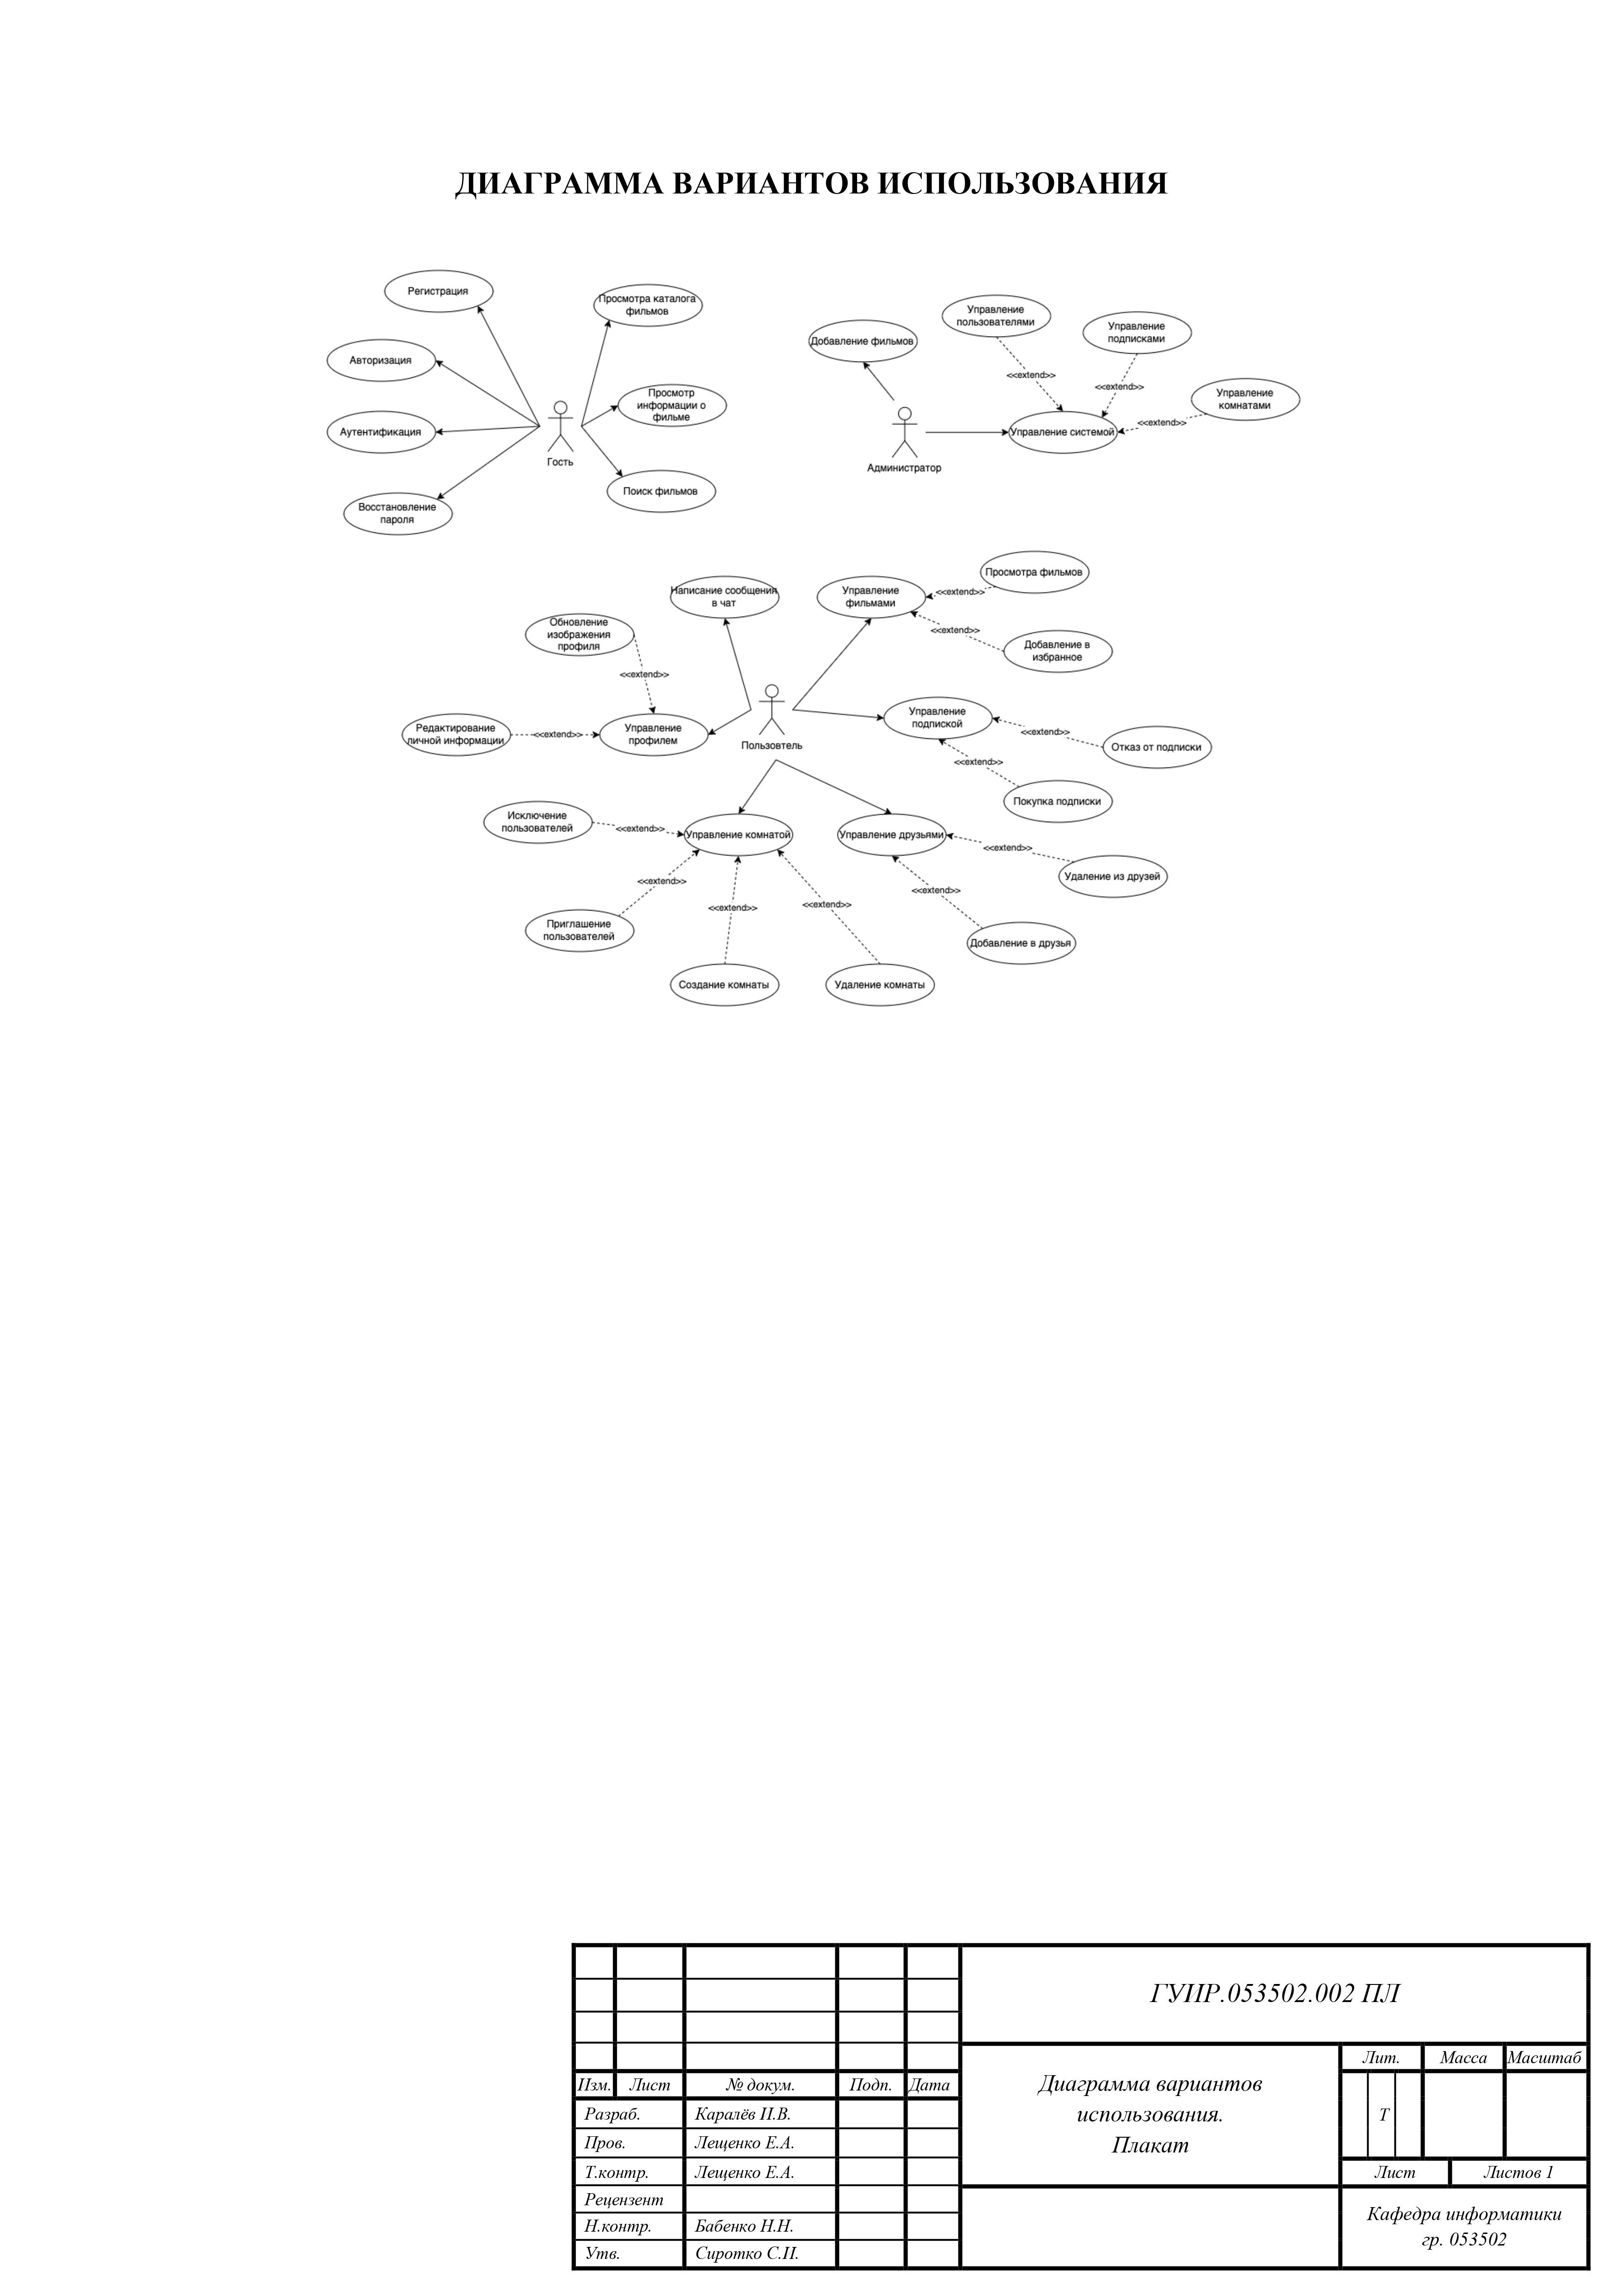 ДИАГРАММА ВАРИАНТОВ ИСПОЛЬЗОВАНИЯ
Регистрация
Авторизация
Аутентификация
Восстановление
пароля
Гость
Просмотра каталога
фильмов
Просмотр
информации о
фильме
Поиск фильмов
Добавление фильмов
Администратор
Управление
пользователями
<<extend>>
Управление
подписками
<<extend>>
Управление
комнатами
<<extend>>
Управление системой
Написание сообщения
в чат
Обновление
изображения
профиля
<<extend>>
Редактирование
личной информации
<<extend>>
Управление
профилем
Пользовтель
Управление
фильмами
<<extend>>
Просмотра фильмов
<<extend>>
Добавление в
избранное
Управление
подпиской
<<extend>>
Отказ от подписки
<<extend>>
Покупка подписки
Исключение
пользователей
<<extend>>
Управление комнатой
<<extend>>
Приглашение
пользователей
<<extend>>
Создание комнаты
<<extend>>
Удаление комнаты
Управление друзьями
<<extend>>
Удаление из друзей
<<extend>>
Добавление в друзья
ГУИР.053502.002 ПЛ
Изм. Лист № докум. Подп. Дата
Разраб. Каралёв И.В.
Пров. Лещенко Е.А.
Т.контр. Лещенко Е.А.
Рецензент
Н.контр. Бабенко Н.Н.
Утв. Сиротко С.И.
Диаграмма вариантов
использования.
Плакат
Лит. Масса Масштаб
Т
Лист Листов 1
Кафедра информатики
гр. 053502